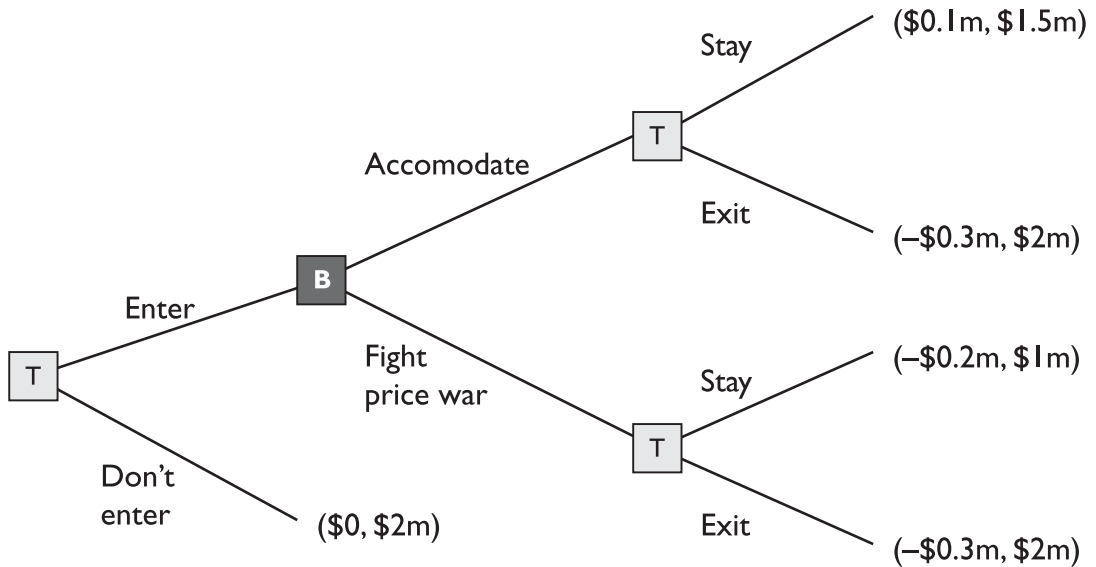 ($0.1m, $1.5m)
Stay
T
Accomodate
Exit
(–$0.3m, $2m)
B
Enter
Fight
price war
(–$0.2m, $1m)
Stay
T
T
Don't
enter
($0, $2m)
Exit
(–$0.3m, $2m)